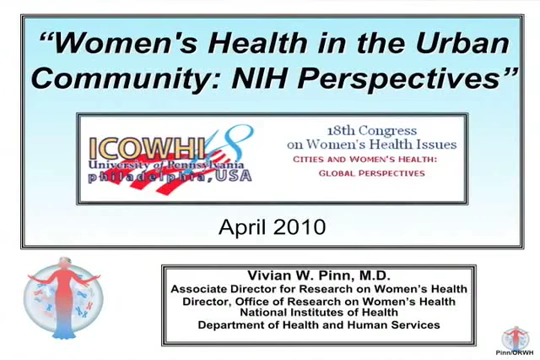 “Women's Health in the Urban
Community: NIH Perspectives”
ICOWHI 18
University of Pennsylvania
philadelphia, USA
18th Congress
on Women's Health Issues
Cities and Women's Health:
Global Perspectives
April 2010
Vivian W. Pinn, M.D.
Associate Director for Research on Women's Health
Director, Office of Research on Women's Health
National Institutes of Health
Department of Health and Human Services
Pinn/ORWH